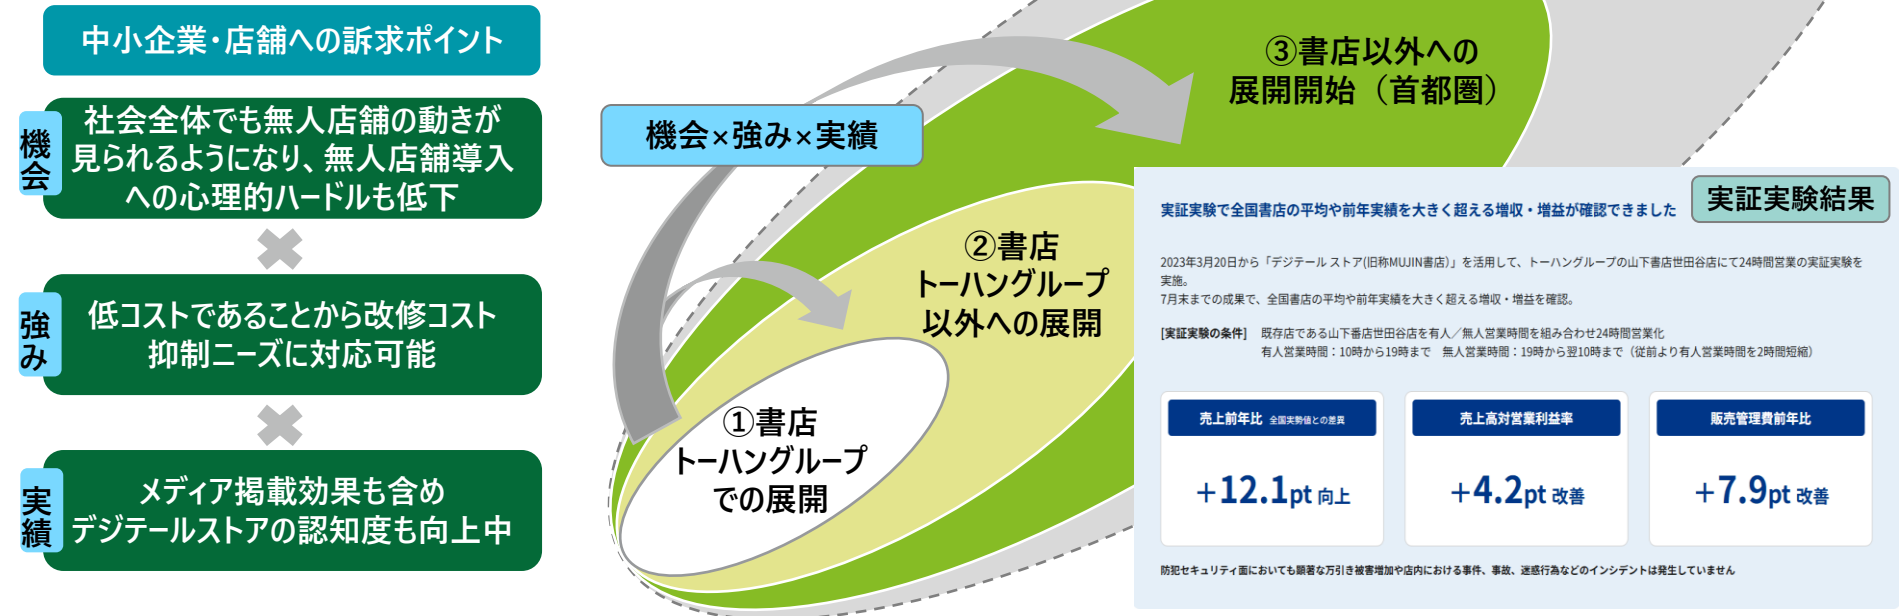 中小企業・店舗への訴求ポイント
機会
社会全体でも無人店舗の動きが
見られるようになり、無人店舗導入
への心理的ハードルも低下
強み
低コストであることから改修コスト
抑制ニーズに対応可能
実績
メディア掲載効果も含め
デジテールストアの認知度も向上中
機会×強み×実績
①書店
トーハングループ
での展開
②書店
トーハングループ
以外への展開
③書店以外への
展開開始（首都圏）
実証実験結果
実証実験で全国書店の平均や前年実績を大きく超える増収・増益が確認できました
2023年3月20日から「デジテール ストア(旧称MUJIN書店)」を活用して、トーハングループの山下書店世田谷店にて24時間営業の実証実験を
実施。
7月末までの成果で、全国書店の平均や前年実績を大きく超える増収・増益を確認。
[実証実験の条件] 既存店である山下番店世田谷店を有人／無人営業時間を組み合わせ24時間営業化
有人営業時間：10時から19時まで 無人営業時間：19時から翌10時まで（従前より有人営業時間を2時間短縮）
売上前年比 全国実勢値との差異
+12.1pt 向上
売上高対営業利益率
+4.2pt 改善
販売管理費前年比
+7.9pt 改善
防犯セキュリティ面においても顕著な万引き被害増加や店内における事件、事故、迷惑行為などのインシデントは発生していません